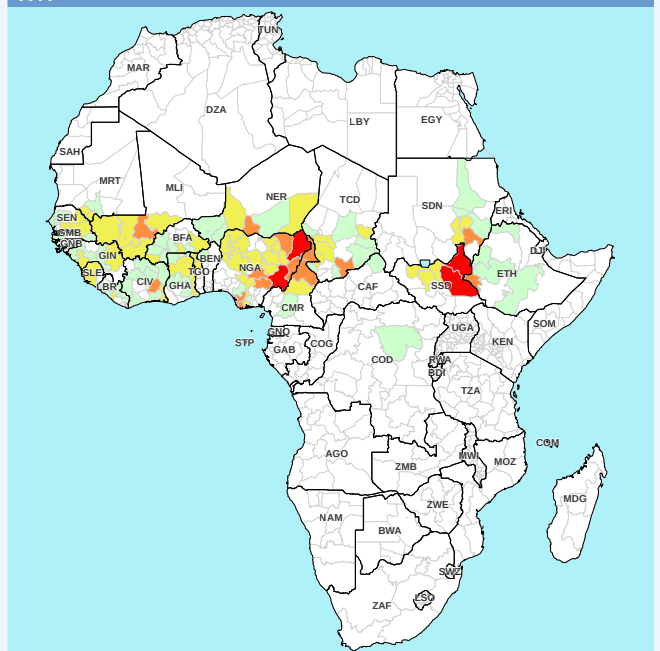 TUN
MAR
DZA
LBY
EGY
SAH
MRT
MLI
NER
TCD
SDN
ERI
SEN
GMB
GNB
GIN
BFA
BEN
NGA
DJI
SLE
LBR
CIV
GHA
TGO
CAF
SSD
ETH
CMR
SOM
STP
GNQ
GAB
COG
COD
UGA
KEN
RWA
BDI
TZA
COM
AGO
ZMB
MWI
MOZ
MDG
NAM
BWA
ZWE
SWZ
ZAF
LSO